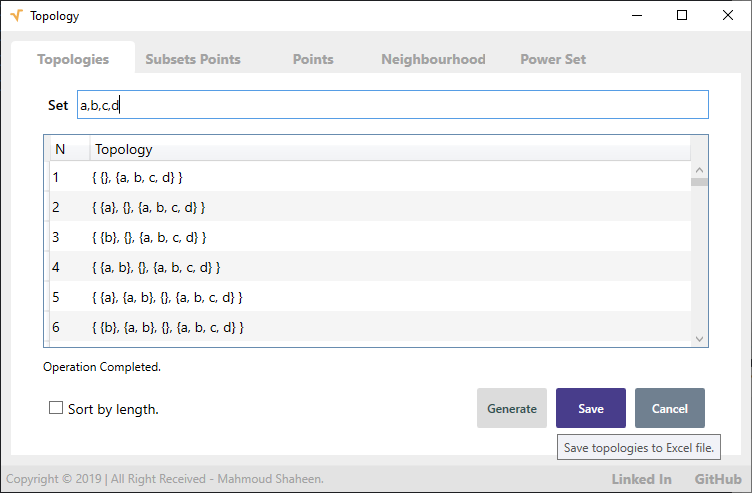 Topology
Topologies Subsets Points Points Neighbourhood Power Set
Set a,b,c,d
N Topology
1 { {}, {a, b, c, d} }
2 { {a}, {}, {a, b, c, d} }
3 { {b}, {}, {a, b, c, d} }
4 { {a, b}, {}, {a, b, c, d} }
5 { {a}, {a, b}, {}, {a, b, c, d} }
6 { {b}, {a, b}, {}, {a, b, c, d} }
Operation Completed.
Sort by length. Generate Save Cancel
Save topologies to Excel file.
Copyright © 2019 | All Right Received - Mahmoud Shaheen. Linked In GitHub